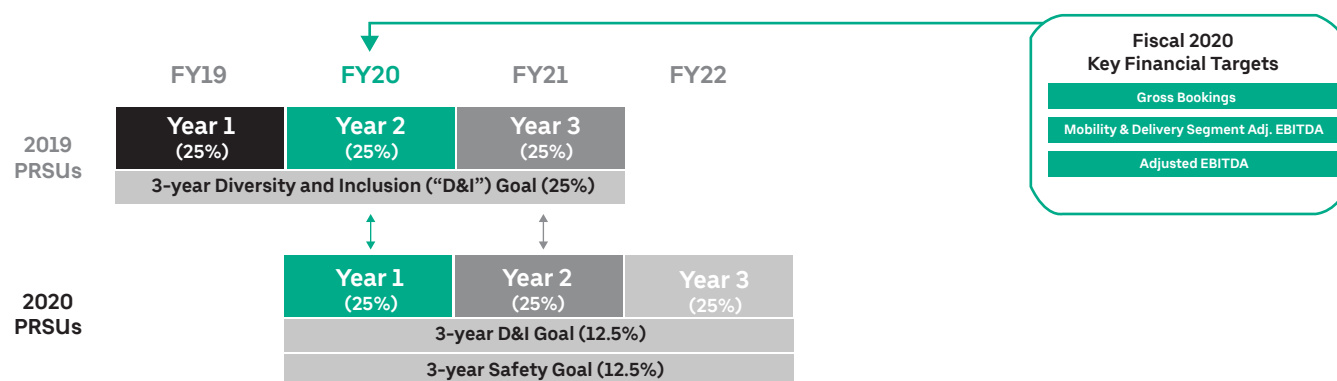 FY19
FY20
FY21
FY22
Fiscal 2020
Key Financial Targets
Gross Bookings
Mobility & Delivery Segment Adj. EBITDA
Adjusted EBITDA
2019
PRSUs
Year 1
(25%)
Year 2
(25%)
Year 3
(25%)
3-year Diversity and Inclusion (“D&I”) Goal (25%)
2020
PRSUs
Year 1
(25%)
Year 2
(25%)
Year 3
(25%)
3-year D&I Goal (12.5%)
3-year Safety Goal (12.5%)